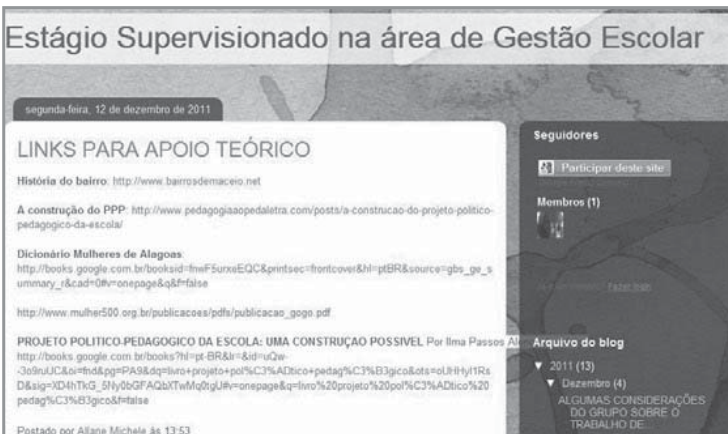 Estágio Supervisionado na área de Gestão Escolar
segunda-feira, 12 de dezembro de 2011
LINKS PARA APOIO TEÓRICO
História do bairro: http://www.bairrosdemaceio.net
A construção do PPP: http://www.pedagogiaaopedaletra.com/posts/a-construcao-do-projeto-politico-
pedagogico-da-escola/
Dicionário Mulheres de Alagoas:
http://books.google.com.br/booksid=fnwF5urxeEQC&printsec=frontcover&hl=ptBR&source=gbs_ge_s
ummary_r&cad=0#v=onepage&q&f=false
http://www.mulher500.org.br/publicacoes/pdfs/publicacao_gogo.pdf
PROJETO POLITICO-PEDAGOGICO DA ESCOLA: UMA CONSTRUÇAO POSSIVEL Por Ilma Passos
http://books.google.com.br/books?hl=pt-BR&lr=&id=uQw-
-3o9ruUC&oi=fnd&pg=PA9&dq=livro+projeto+pol%C3%ADtico+pedag%C3%B3gico&ots=oUHHyI1Rs
D&sig=XD4hTkG_5Ny0bGFAQbXTwMq0tgU#v=onepage&q=livro%20projeto%20pol%C3%ADtico%20
pedag%C3%B3gico&f=false
Postado por Allane Michele às 13:53
Seguidores
Participar deste site
Membros (1)
Fazer login
Arquivo do blog
▼ 2011 (13)
▼ Dezembro (4)
ALGUMAS CONSIDERAÇÕES
DO GRUPO SOBRE O
TRABALHO DE...